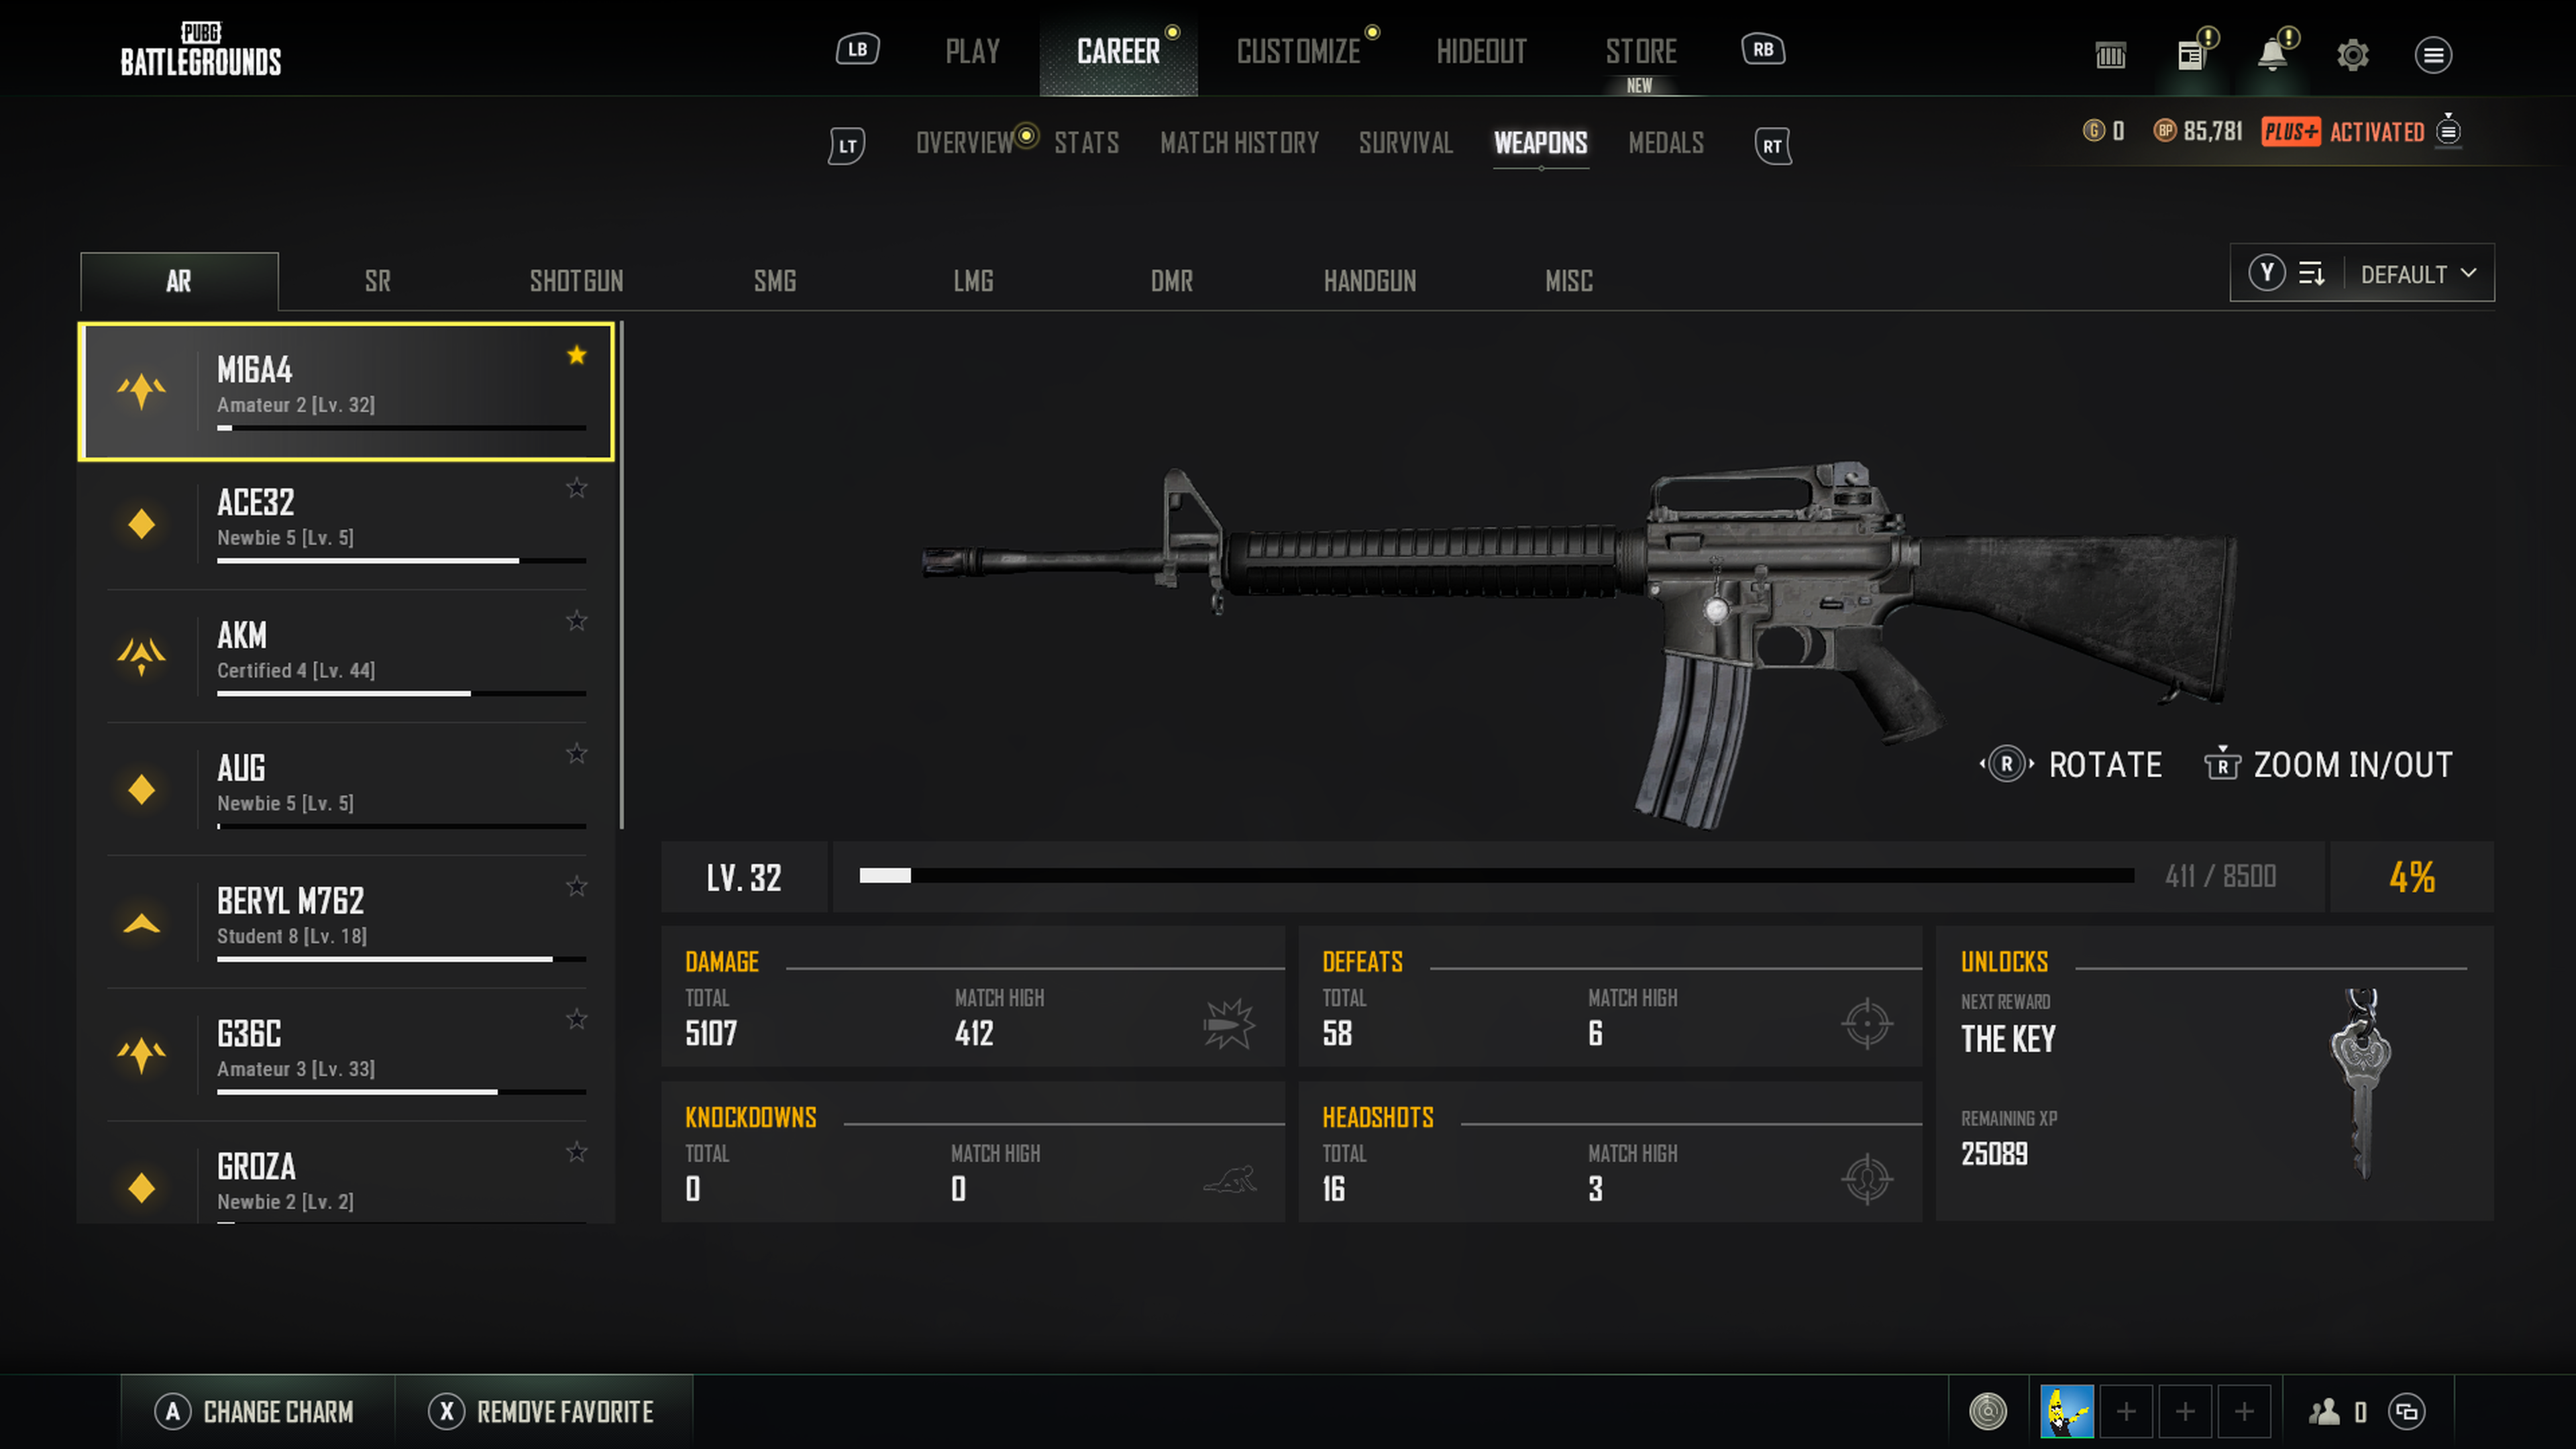 PUBG
BATTLEGROUNDS
LB PLAY CAREER CUSTOMIZE HIDEOUT STORE RB
NEW
LT OVERVIEW STATS MATCH HISTORY SURVIVAL WEAPONS MEDALS RT
G 0 BP 85,781 PLUS+ ACTIVATED
AR SR SHOTGUN SMG LMG DMR HANDGUN MISC
Y DEFAULT
M16A4
Amateur 2 [Lv. 32]
ACE32
Newbie 5 [Lv. 5]
AKM
Certified 4 [Lv. 44]
AUG
Newbie 5 [Lv. 5]
BERYL M762
Student 8 [Lv. 18]
G36C
Amateur 3 [Lv. 33]
GROZA
Newbie 2 [Lv. 2]
R ROTATE R ZOOM IN/OUT
LV. 32 411 / 8500 4%
DAMAGE
TOTAL MATCH HIGH
5107 412
DEFEATS
TOTAL MATCH HIGH
58 6
KNOCKDOWNS
TOTAL MATCH HIGH
0 0
HEADSHOTS
TOTAL MATCH HIGH
16 3
UNLOCKS
NEXT REWARD
THE KEY
REMAINING XP
25089
A CHANGE CHARM X REMOVE FAVORITE
0